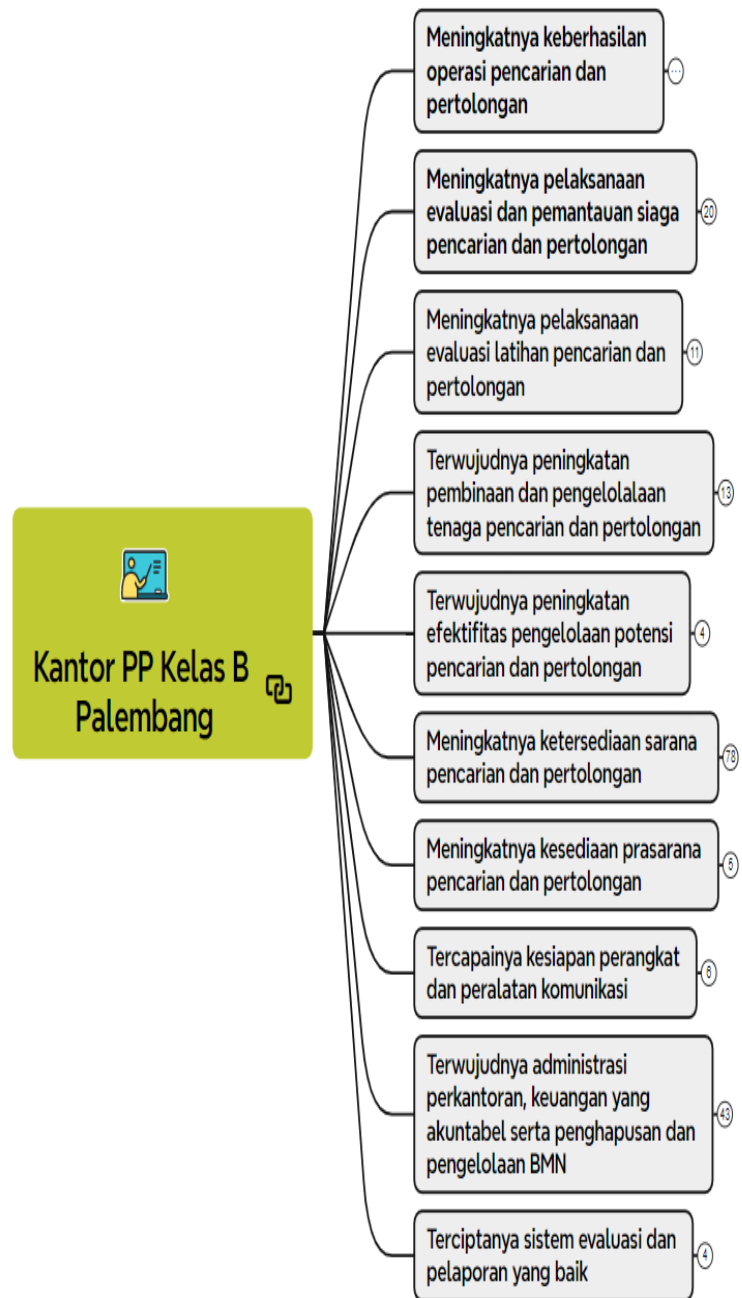 Kantor PP Kelas B
Palembang
Meningkatnya keberhasilan
operasi pencarian dan
pertolongan
...
Meningkatnya pelaksanaan
evaluasi dan pemantauan siaga
pencarian dan pertolongan
20
Meningkatnya pelaksanaan
evaluasi latihan pencarian dan
pertolongan
11
Terwujudnya peningkatan
pembinaan dan pengelolalaan
tenaga pencarian dan pertolongan
13
Terwujudnya peningkatan
efektifitas pengelolaan potensi
pencarian dan pertolongan
4
Meningkatnya ketersediaan sarana
pencarian dan pertolongan
78
Meningkatnya kesediaan prasarana
pencarian dan pertolongan
5
Tercapainya kesiapan perangkat
dan peralatan komunikasi
6
Terwujudnya administrasi
perkantoran, keuangan yang
akuntabel serta penghapusan dan
pengelolaan BMN
43
Terciptanya sistem evaluasi dan
pelaporan yang baik
4